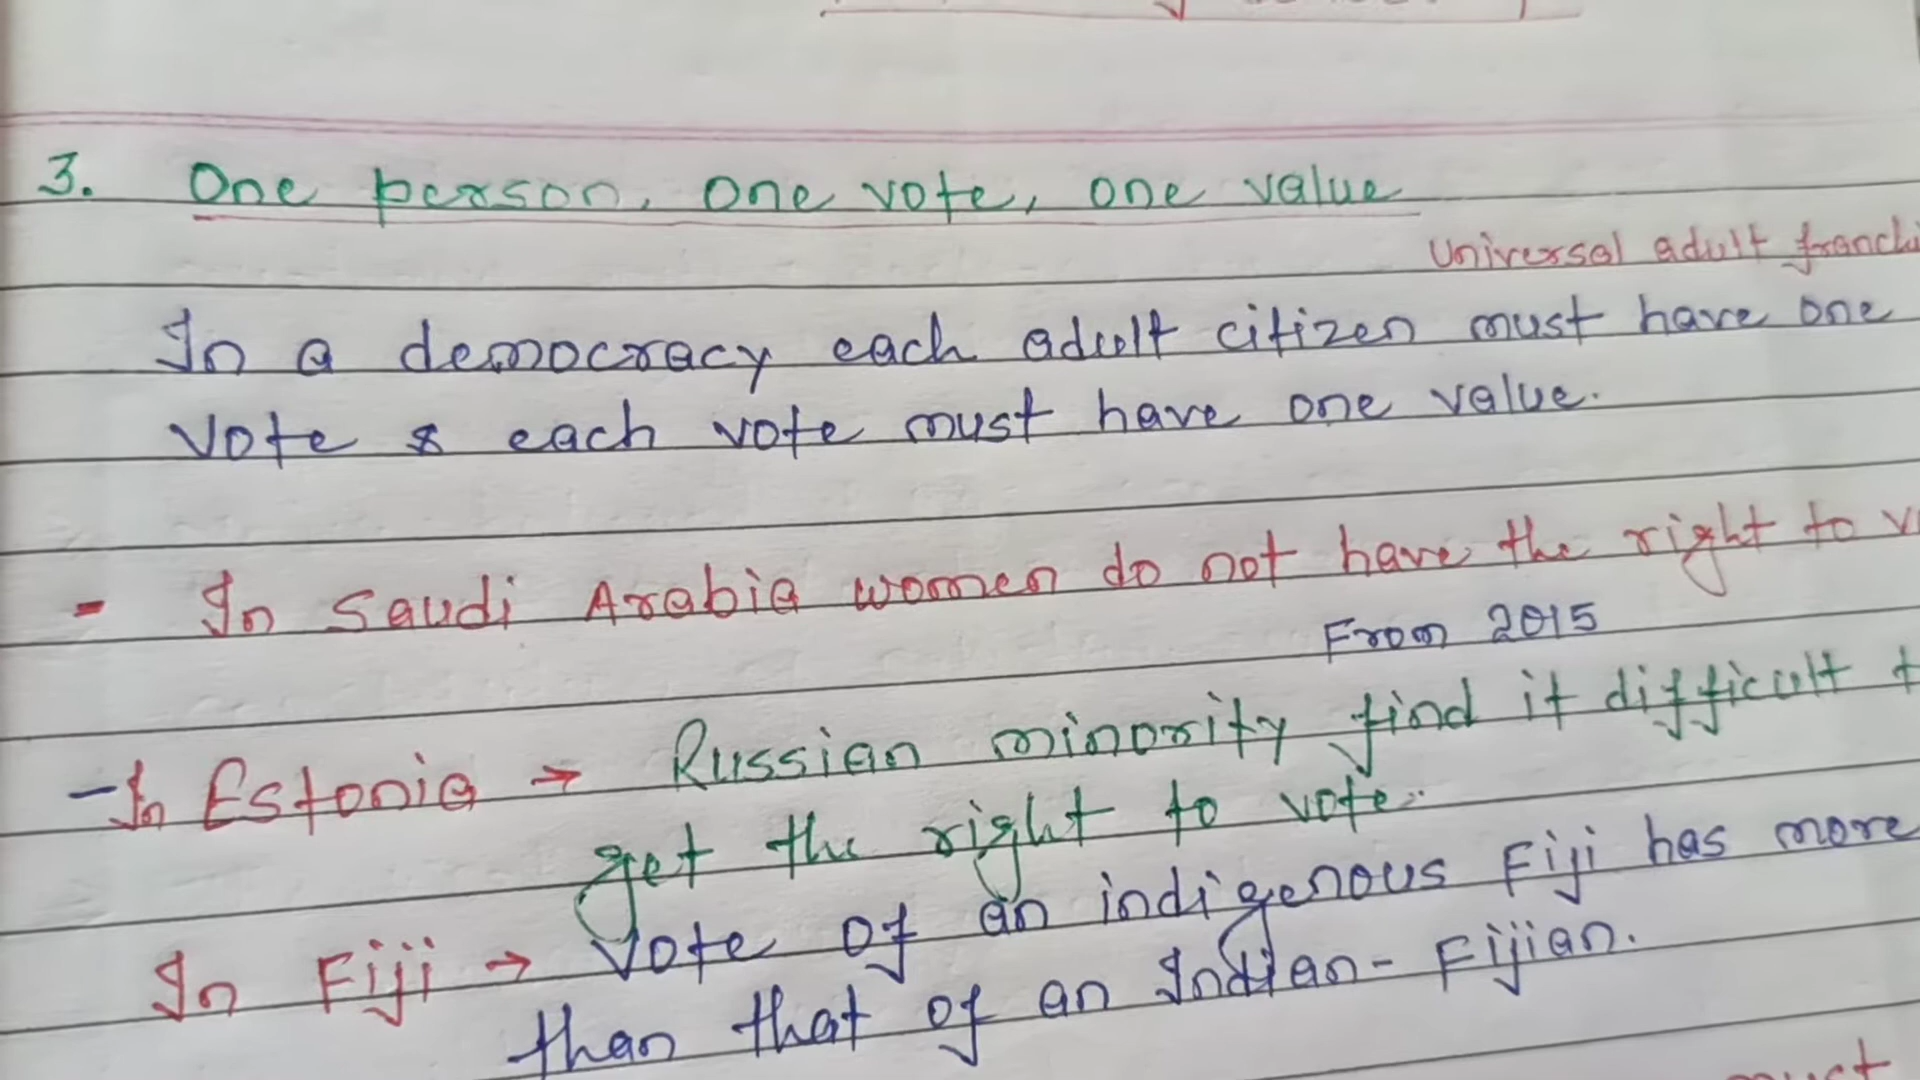 3. One person, one vote, one value
Universal adult franchi
In a democracy each adult citizen must have one
vote & each vote must have one value.
- In Saudi Arabia women do not have the right to v
From 2015
- In Estonia → Russian minority find it difficult t
get the right to vote.
In Fiji → Vote of an indigenous Fiji has more
than that of an Indian - Fijian.
must